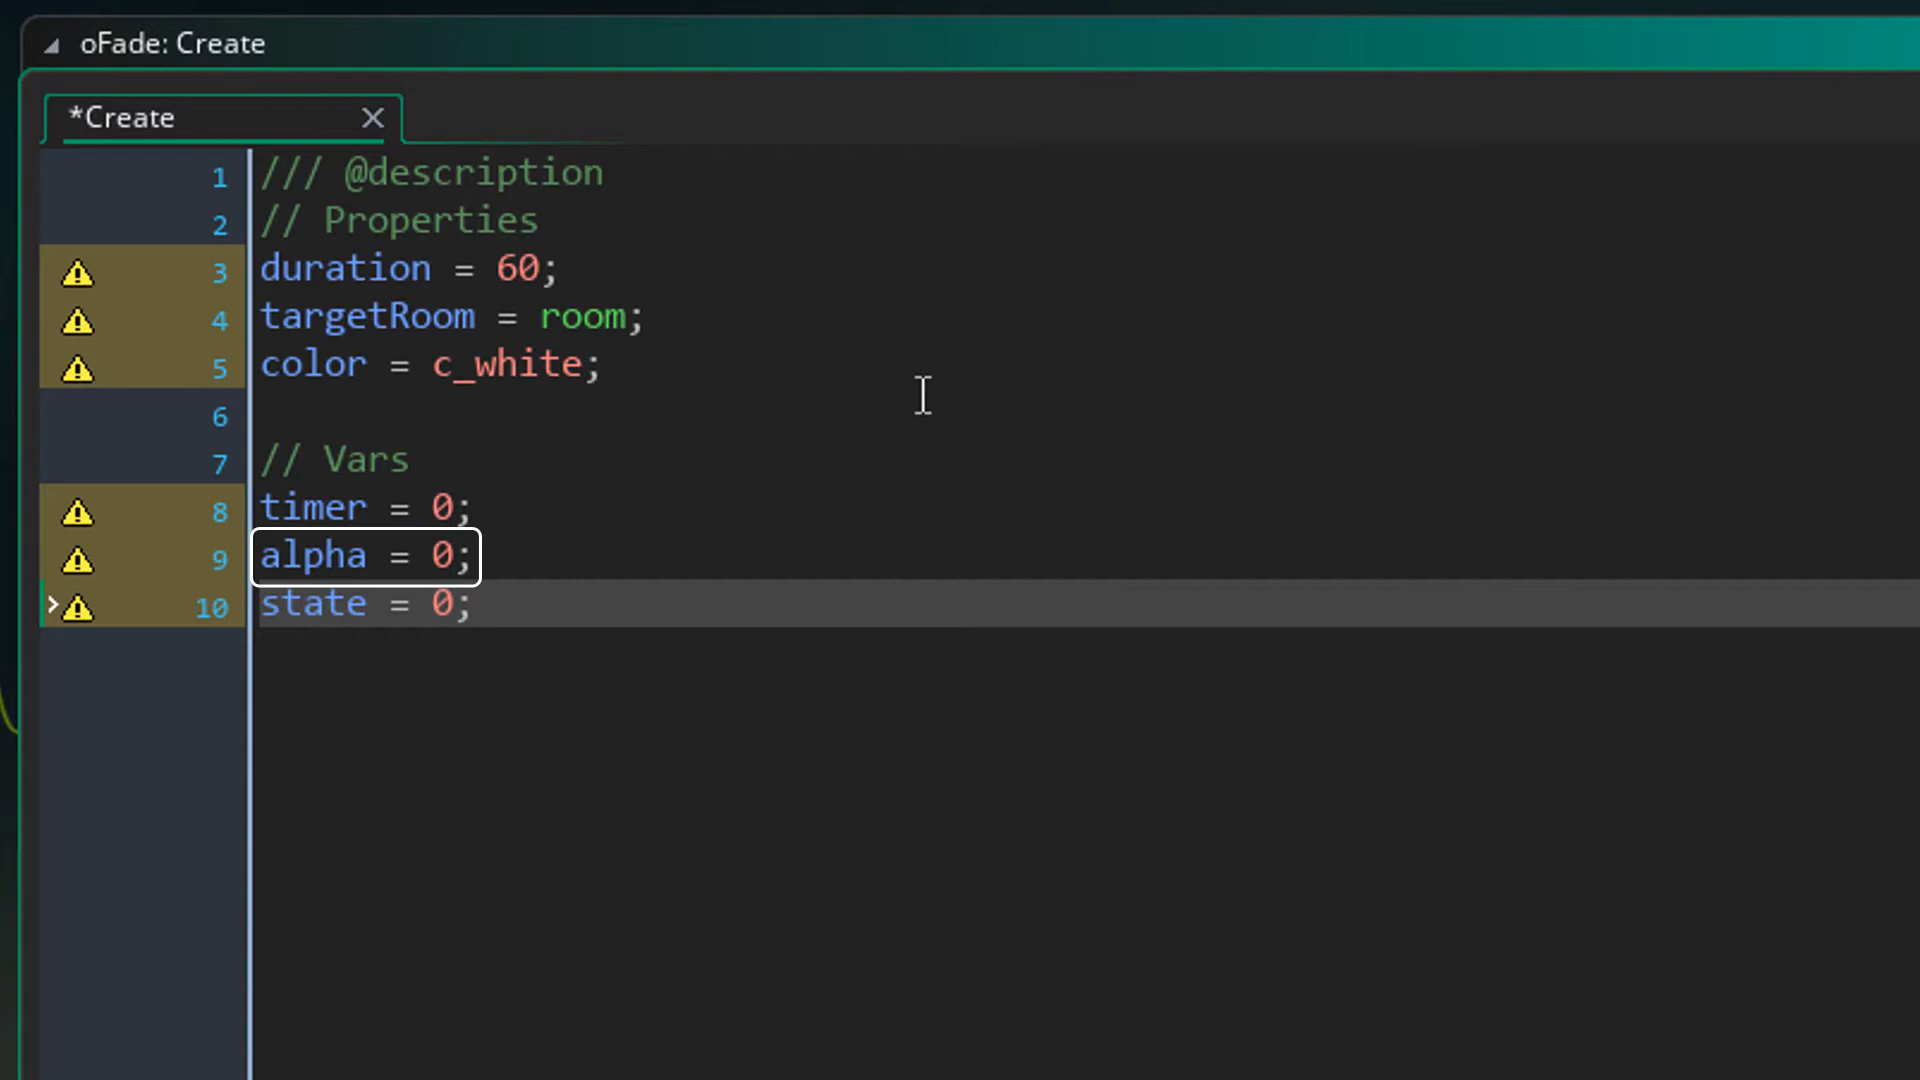 oFade: Create
*Create
1 /// @description
2 // Properties
3 duration = 60;
4 targetRoom = room;
5 color = c_white;
6
7 // Vars
8 timer = 0;
9 alpha = 0;
10 state = 0;